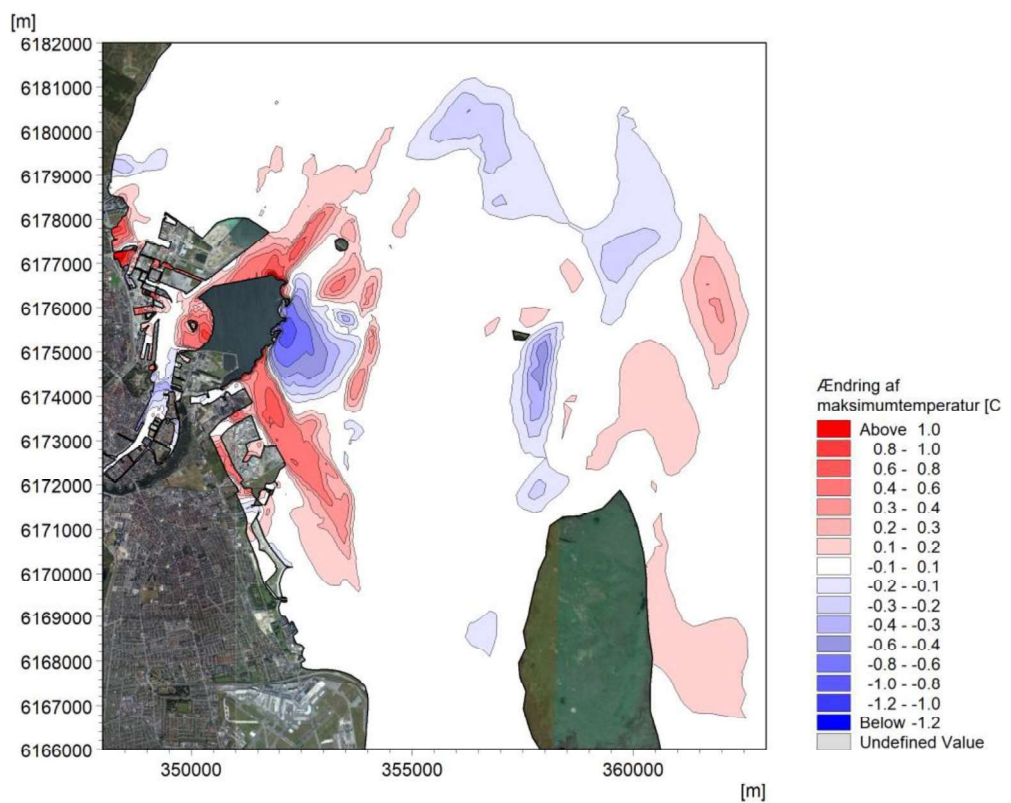 [m]
6182000
6181000
6180000
6179000
6178000
6177000
6176000
6175000
6174000
6173000
6172000
6171000
6170000
6169000
6168000
6167000
6166000
350000
355000
360000
[m]
Ændring af
maksimumtemperatur [C
Above 1.0
0.8 - 1.0
0.6 - 0.8
0.4 - 0.6
0.3 - 0.4
0.2 - 0.3
0.1 - 0.2
-0.1 - 0.1
-0.2 - -0.1
-0.3 - -0.2
-0.4 - -0.3
-0.6 - -0.4
-0.8 - -0.6
-1.0 - -0.8
-1.2 - -1.0
Below -1.2
Undefined Value